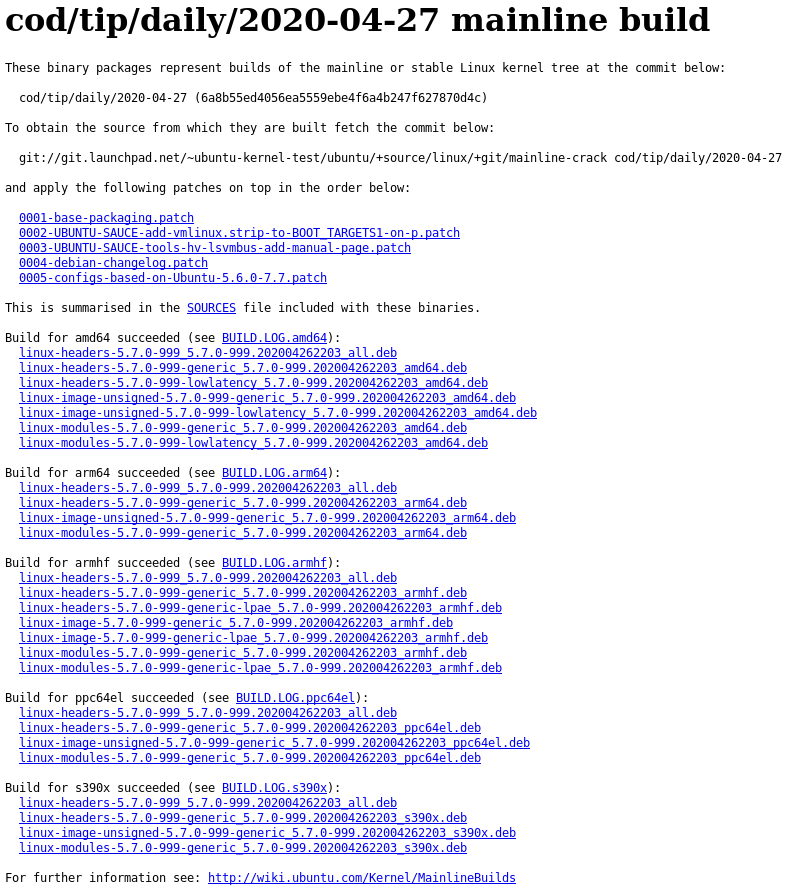 cod/tip/daily/2020-04-27 mainline build
These binary packages represent builds of the mainline or stable Linux kernel tree at the commit below:
cod/tip/daily/2020-04-27 (6a8b55ed4056ea5559ebe4f6a4b247f627870d4c)
To obtain the source from which they are built fetch the commit below:
git://git.launchpad.net/~ubuntu-kernel-test/ubuntu/+source/linux/+git/mainline-crack cod/tip/daily/2020-04-27
and apply the following patches on top in the order below:
0001-base-packaging.patch
0002-UBUNTU-SAUCE-add-vmlinux.strip-to-BOOT_TARGETS1-on-p.patch
0003-UBUNTU-SAUCE-tools-hv-lsvmbus-add-manual-page.patch
0004-debian-changelog.patch
0005-configs-based-on-Ubuntu-5.6.0-7.7.patch
This is summarised in the SOURCES file included with these binaries.
Build for amd64 succeeded (see BUILD.LOG.amd64):
linux-headers-5.7.0-999_5.7.0-999.202004262203_all.deb
linux-headers-5.7.0-999-generic_5.7.0-999.202004262203_amd64.deb
linux-headers-5.7.0-999-lowlatency_5.7.0-999.202004262203_amd64.deb
linux-image-unsigned-5.7.0-999-generic_5.7.0-999.202004262203_amd64.deb
linux-image-unsigned-5.7.0-999-lowlatency_5.7.0-999.202004262203_amd64.deb
linux-modules-5.7.0-999-generic_5.7.0-999.202004262203_amd64.deb
linux-modules-5.7.0-999-lowlatency_5.7.0-999.202004262203_amd64.deb
Build for arm64 succeeded (see BUILD.LOG.arm64):
linux-headers-5.7.0-999_5.7.0-999.202004262203_all.deb
linux-headers-5.7.0-999-generic_5.7.0-999.202004262203_arm64.deb
linux-image-unsigned-5.7.0-999-generic_5.7.0-999.202004262203_arm64.deb
linux-modules-5.7.0-999-generic_5.7.0-999.202004262203_arm64.deb
Build for armhf succeeded (see BUILD.LOG.armhf):
linux-headers-5.7.0-999_5.7.0-999.202004262203_all.deb
linux-headers-5.7.0-999-generic_5.7.0-999.202004262203_armhf.deb
linux-headers-5.7.0-999-generic-lpae_5.7.0-999.202004262203_armhf.deb
linux-image-5.7.0-999-generic_5.7.0-999.202004262203_armhf.deb
linux-image-5.7.0-999-generic-lpae_5.7.0-999.202004262203_armhf.deb
linux-modules-5.7.0-999-generic_5.7.0-999.202004262203_armhf.deb
linux-modules-5.7.0-999-generic-lpae_5.7.0-999.202004262203_armhf.deb
Build for ppc64el succeeded (see BUILD.LOG.ppc64el):
linux-headers-5.7.0-999_5.7.0-999.202004262203_all.deb
linux-headers-5.7.0-999-generic_5.7.0-999.202004262203_ppc64el.deb
linux-image-unsigned-5.7.0-999-generic_5.7.0-999.202004262203_ppc64el.deb
linux-modules-5.7.0-999-generic_5.7.0-999.202004262203_ppc64el.deb
Build for s390x succeeded (see BUILD.LOG.s390x):
linux-headers-5.7.0-999_5.7.0-999.202004262203_all.deb
linux-headers-5.7.0-999-generic_5.7.0-999.202004262203_s390x.deb
linux-image-unsigned-5.7.0-999-generic_5.7.0-999.202004262203_s390x.deb
linux-modules-5.7.0-999-generic_5.7.0-999.202004262203_s390x.deb
For further information see: http://wiki.ubuntu.com/Kernel/MainlineBuilds